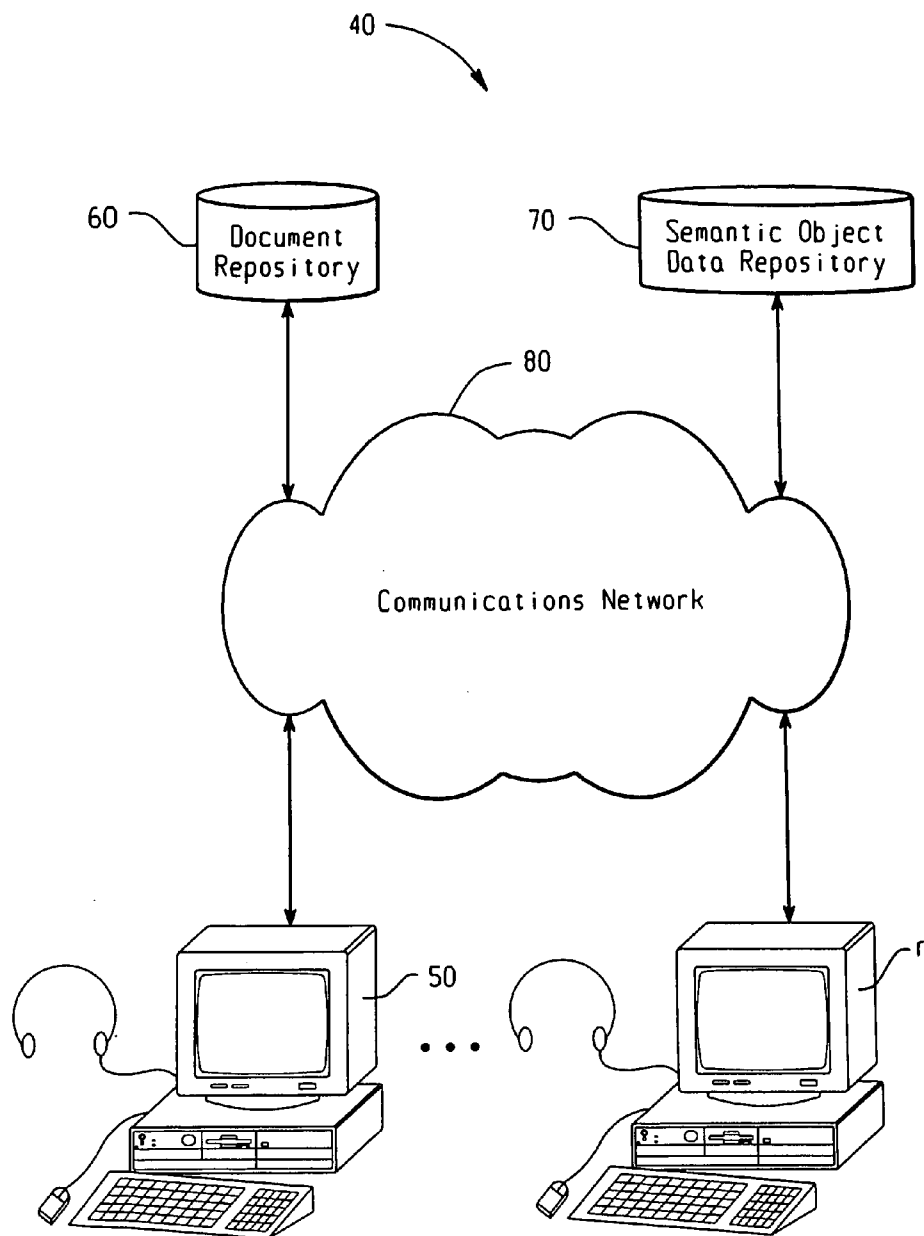 40
60
Document
Repository
70
Semantic Object
Data Repository
80
Communications Network
50
...